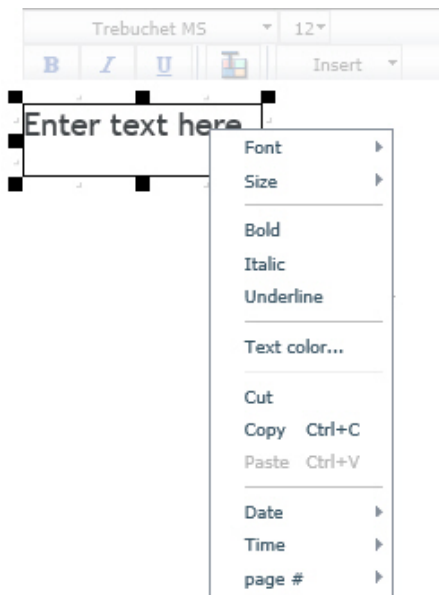 Trebuchet MS 12
B I U Insert
Enter text here
Font
Size
Bold
Italic
Underline
Text color...
Cut
Copy Ctrl+C
Paste Ctrl+V
Date
Time
page #